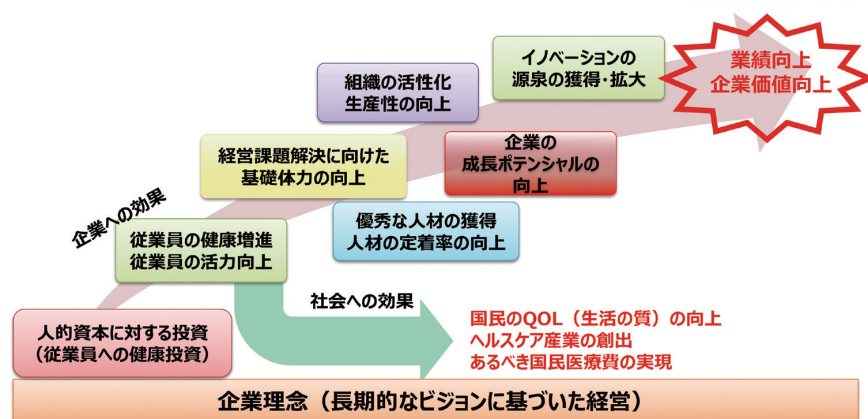 イノベーションの
源泉の獲得・拡大
業績向上
企業価値向上
組織の活性化
生産性の向上
経営課題解決に向けた
基礎体力の向上
企業の
成長ポテンシャルの
向上
企業への効果
従業員の健康増進
従業員の活力向上
優秀な人材の獲得
人材の定着率の向上
社会への効果
人的資本に対する投資
(従業員への健康投資)
国民のQOL（生活の質）の向上
ヘルスケア産業の創出
あるべき国民医療費の実現
企業理念（長期的なビジョンに基づいた経営）